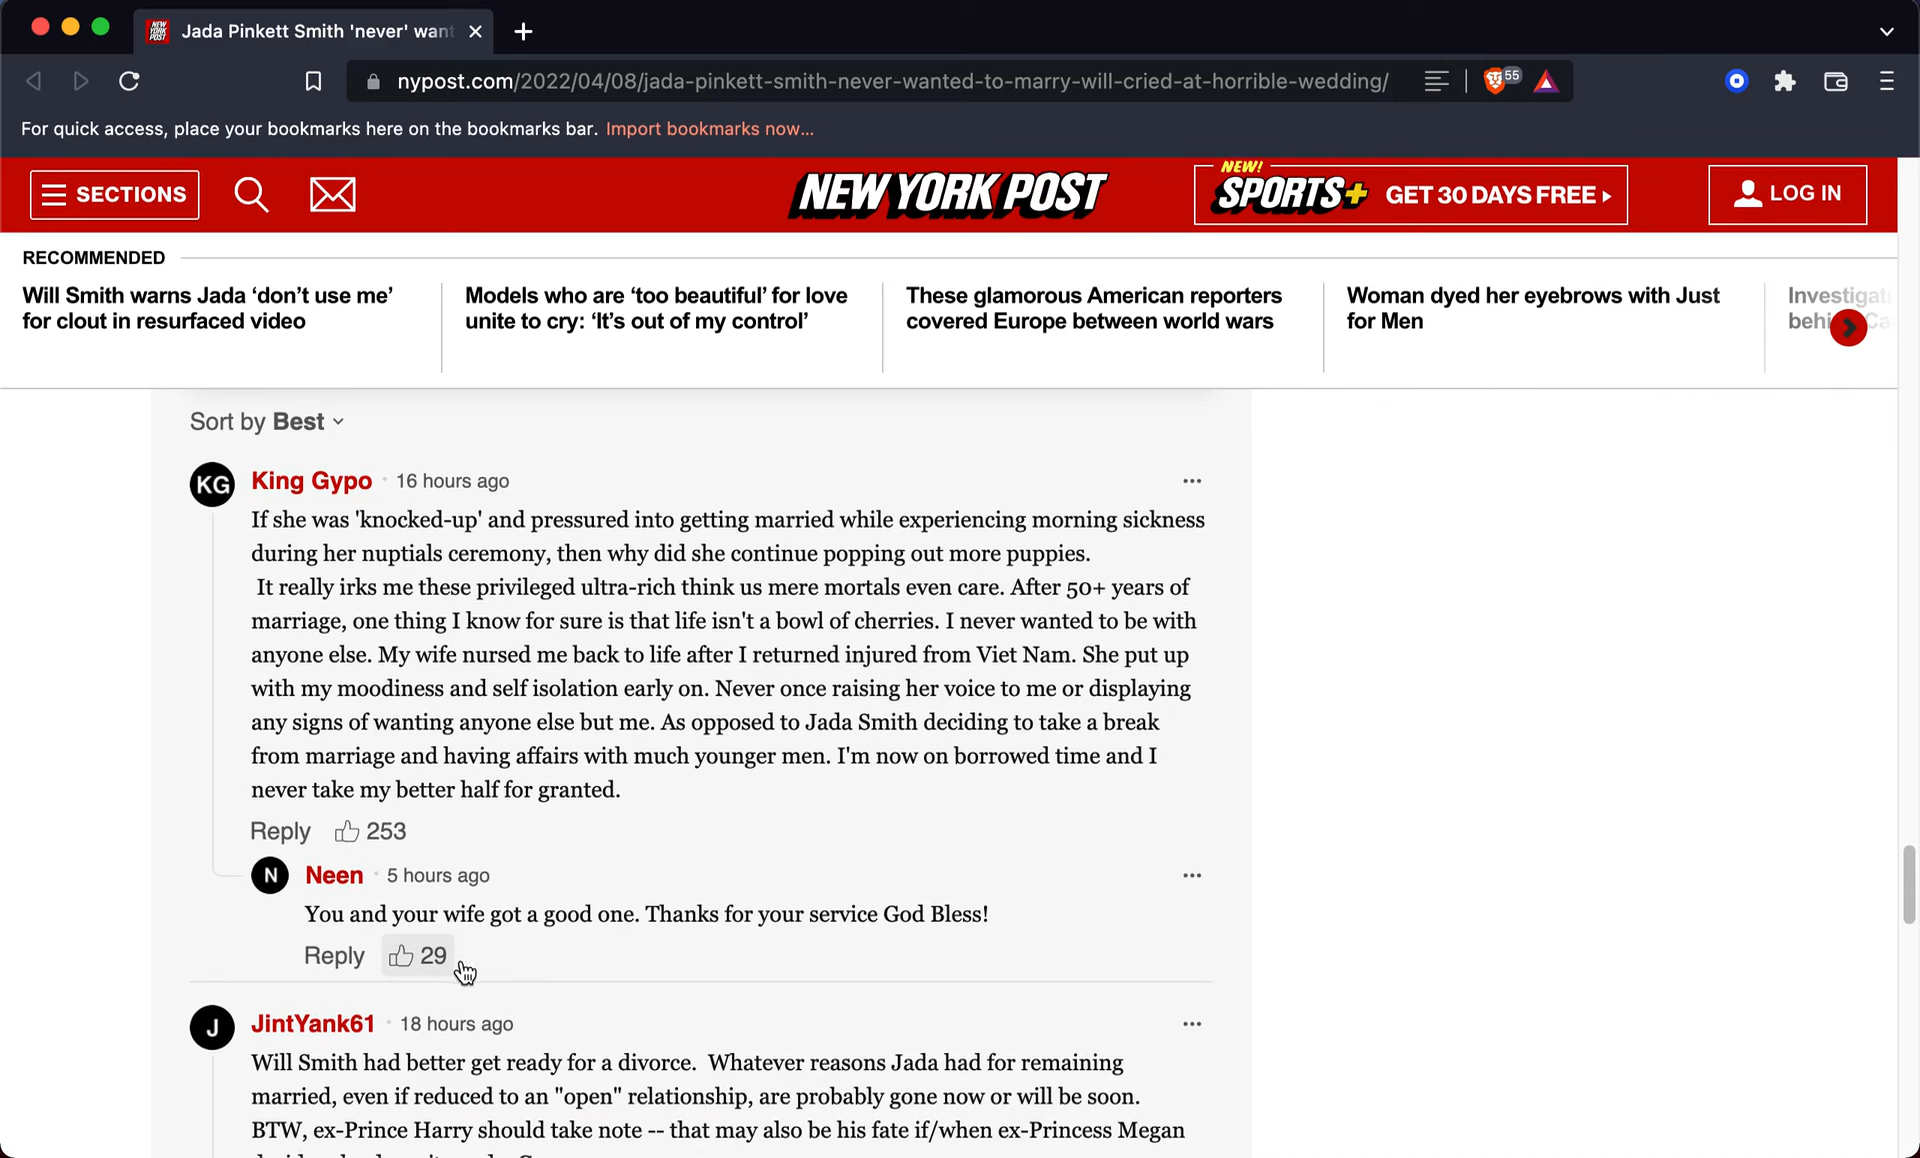 NEW YORK POST
Jada Pinkett Smith 'never' want
nypost.com/2022/04/08/jada-pinkett-smith-never-wanted-to-marry-will-cried-at-horrible-wedding/
55
For quick access, place your bookmarks here on the bookmarks bar. Import bookmarks now...
SECTIONS
NEW YORK POST
NEW!
SPORTS+ GET 30 DAYS FREE
LOG IN
RECOMMENDED
Will Smith warns Jada ‘don’t use me’
for clout in resurfaced video
Models who are ‘too beautiful’ for love
unite to cry: ‘It’s out of my control’
These glamorous American reporters
covered Europe between world wars
Woman dyed her eyebrows with Just
for Men
Sort by Best
KG
King Gypo · 16 hours ago
If she was 'knocked-up' and pressured into getting married while experiencing morning sickness
during her nuptials ceremony, then why did she continue popping out more puppies.
It really irks me these privileged ultra-rich think us mere mortals even care. After 50+ years of
marriage, one thing I know for sure is that life isn't a bowl of cherries. I never wanted to be with
anyone else. My wife nursed me back to life after I returned injured from Viet Nam. She put up
with my moodiness and self isolation early on. Never once raising her voice to me or displaying
any signs of wanting anyone else but me. As opposed to Jada Smith deciding to take a break
from marriage and having affairs with much younger men. I'm now on borrowed time and I
never take my better half for granted.
Reply 253
N
Neen · 5 hours ago
You and your wife got a good one. Thanks for your service God Bless!
Reply 29
J
JintYank61 · 18 hours ago
Will Smith had better get ready for a divorce. Whatever reasons Jada had for remaining
married, even if reduced to an "open" relationship, are probably gone now or will be soon.
BTW, ex-Prince Harry should take note -- that may also be his fate if/when ex-Princess Megan